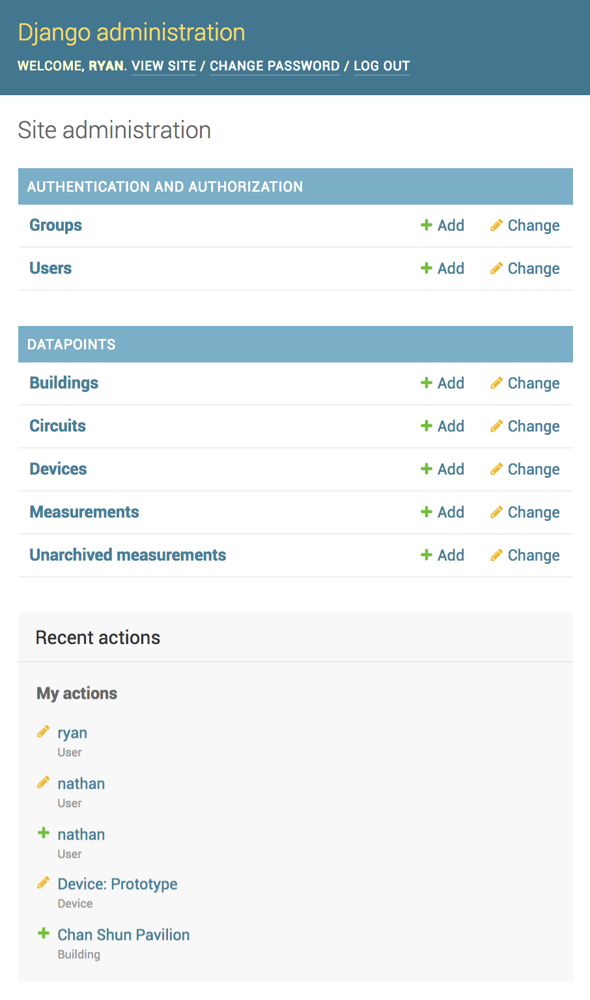 Django administration
WELCOME, RYAN. VIEW SITE / CHANGE PASSWORD / LOG OUT
Site administration
AUTHENTICATION AND AUTHORIZATION
Groups Add Change
Users Add Change
DATAPOINTS
Buildings Add Change
Circuits Add Change
Devices Add Change
Measurements Add Change
Unarchived measurements Add Change
Recent actions
My actions
ryan
User
nathan
User
nathan
User
Device: Prototype
Device
Chan Shun Pavilion
Building